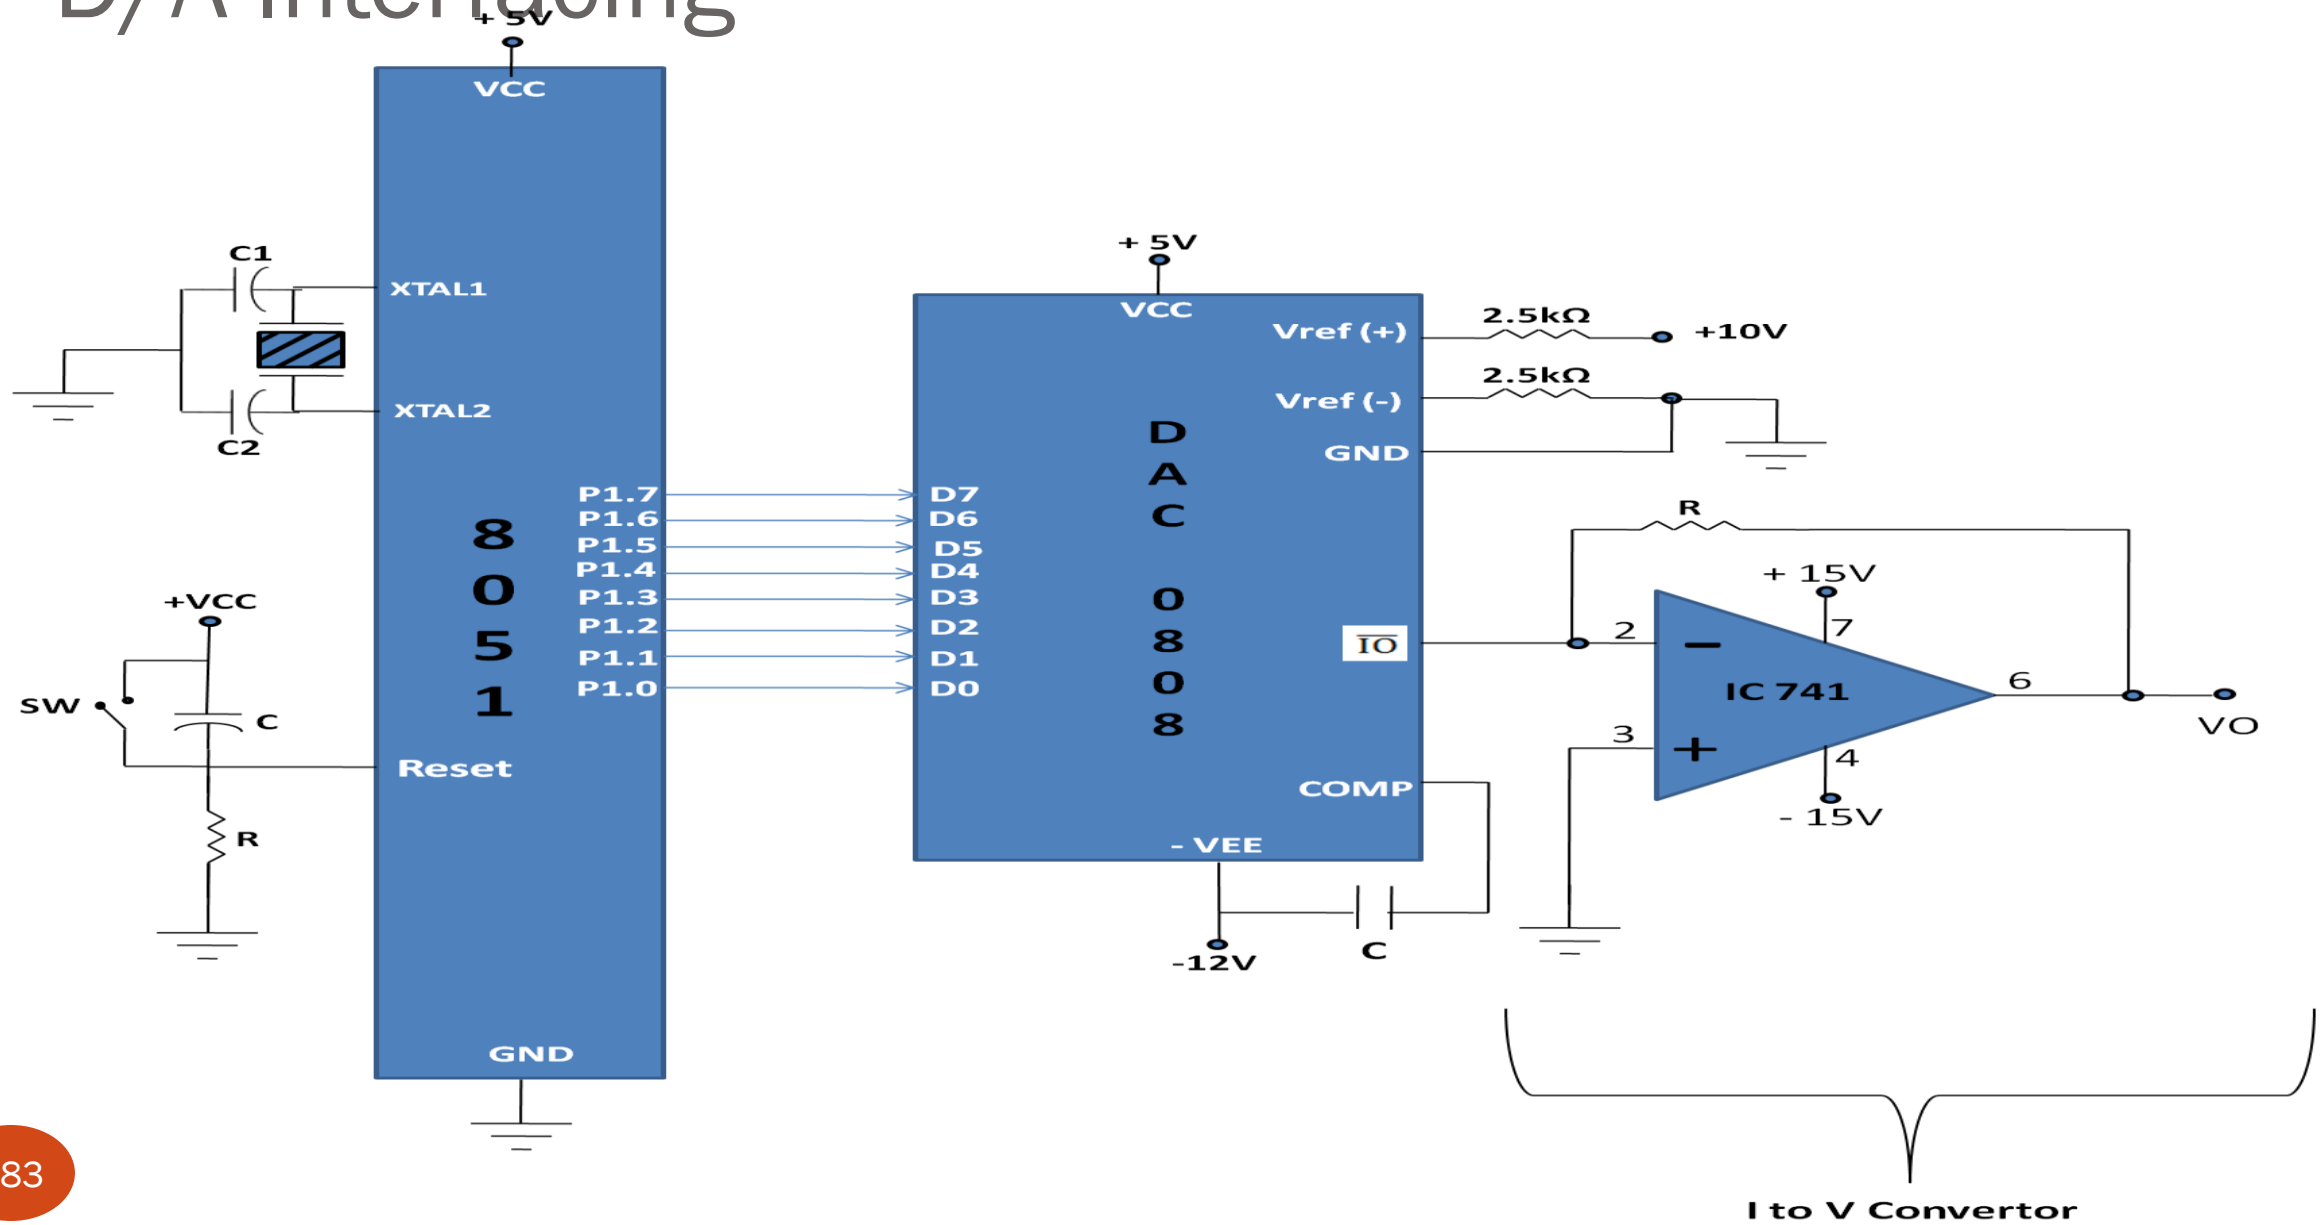 D/A Interfacing
+ 5V
VCC
C1
XTAL1
XTAL2
C2
P1.7
P1.6
P1.5
P1.4
P1.3
P1.2
P1.1
P1.0
8
0
5
1
+VCC
SW
C
Reset
R
GND
+ 5V
VCC
Vref (+)
2.5kΩ
+10V
Vref (-)
2.5kΩ
GND
D7
D6
D5
D4
D3
D2
D1
D0
D
A
C
0
8
0
8
IO
COMP
- VEE
-12V
C
R
+ 15V
7
2
−
IC 741
6
VO
3
+
4
- 15V
I to V Convertor
83